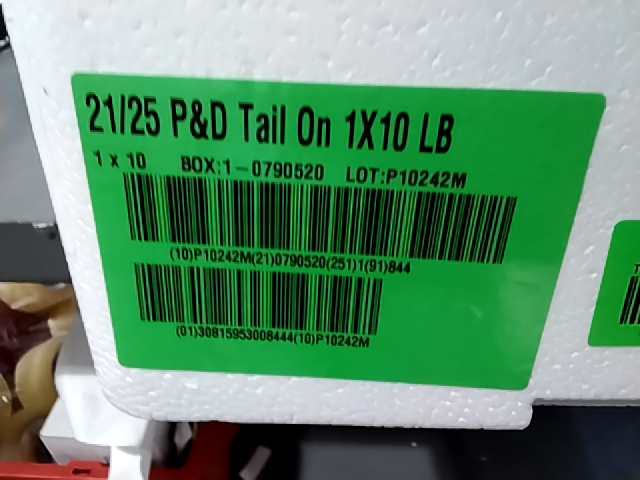 21/25 P&D Tail On 1X10 LB
1 x 10 BOX:1-0790520 LOT:P10242M
(10)P10242M(21)0790520(251)1(91)844
(01)30815953008444(10)P10242M